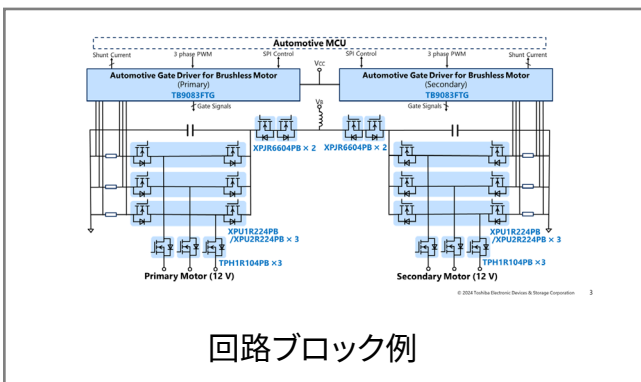 Automotive MCU
Shunt Current
3 phase PWM
SPI Control
Vcc
SPI Control
3 phase PWM
Shunt Current
Automotive Gate Driver for Brushless Motor
(Primary)
TB9083FTG
Automotive Gate Driver for Brushless Motor
(Secondary)
TB9083FTG
Gate Signals
VB
Gate Signals
XPJR6604PB × 2
XPJR6604PB × 2
XPU1R224PB
/XPU2R224PB × 3
XPU1R224PB
/XPU2R224PB × 3
TPH1R104PB ×3
TPH1R104PB ×3
Primary Motor (12 V)
Secondary Motor (12 V)
© 2024 Toshiba Electronic Devices & Storage Corporation
3
回路ブロック例